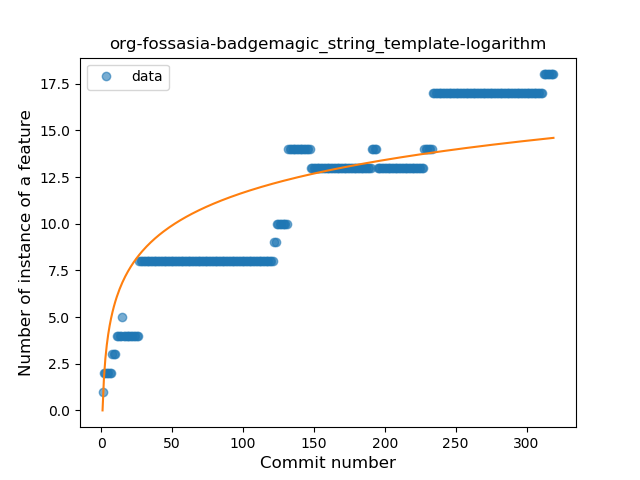 org-fossasia-badgemagic_string_template-logarithm
data
Number of instance of a feature
17.5
15.0
12.5
10.0
7.5
5.0
2.5
0.0
0 50 100 150 200 250 300
Commit number